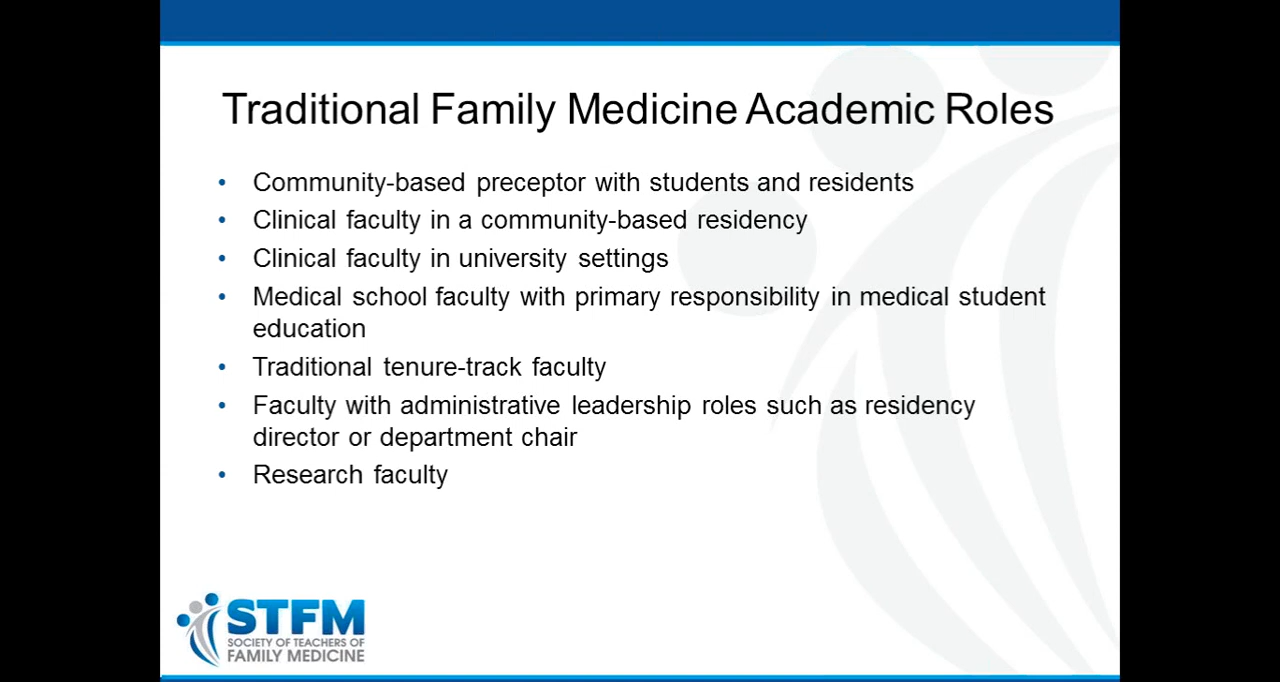 Traditional Family Medicine Academic Roles
• Community-based preceptor with students and residents
• Clinical faculty in a community-based residency
• Clinical faculty in university settings
• Medical school faculty with primary responsibility in medical student
education
• Traditional tenure-track faculty
• Faculty with administrative leadership roles such as residency
director or department chair
• Research faculty
STFM
SOCIETY OF TEACHERS OF
FAMILY MEDICINE